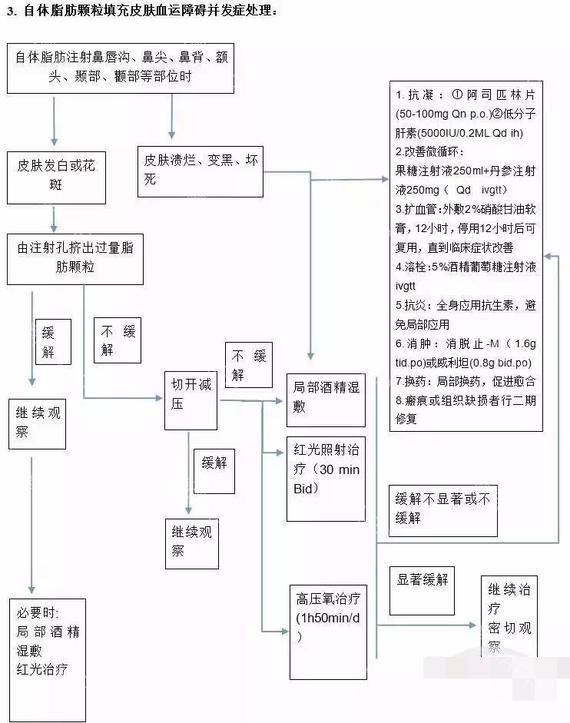 3. 自体脂肪颗粒填充皮肤血运障碍并发症处理:
自体脂肪注射鼻唇沟、鼻尖、鼻背、额
头、颞部、颧部等部位时
皮肤发白或花
斑
皮肤溃烂、变黑、坏
死
由注射孔挤出过量脂
肪颗粒
缓
解
不 缓
解
继续观
察
切开减
压
不 缓
解
缓解
继续观
察
必要时:
局部酒精
湿敷
红光治疗
局部酒精湿
敷
红光照射治
疗（30 min
Bid）
高压氧治疗
(1h50min/d
）
1.抗凝：①阿司匹林片
(50-100mg Qn p.o.)②低分子
肝素(5000IU/0.2ML Qd ih)
2.改善微循环：
果糖注射液250ml+丹参注射
液250mg（ Qd ivgtt）
3.扩血管：外敷2%硝酸甘油软
膏，12小时，停用12小时后可
复用，直到临床症状改善
4.溶栓:5%酒精葡萄糖注射液
ivgtt
5.抗炎：全身应用抗生素，避
免局部应用
6.消肿：消脱止-M（1.6g
tid.po)或威利坦(0.8g bid.po)
7.换药：局部换药，促进愈合
8.瘢痕或组织缺损者行二期
修复
缓解不显著或不
缓解
显著缓解
继续治
疗
密切观
察